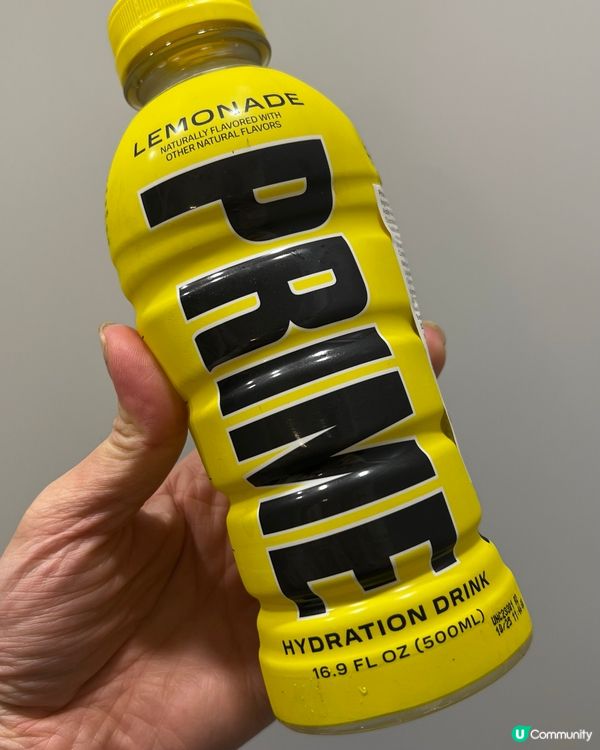 LEMONADE
NATURALLY FLAVORED WITH
OTHER NATURAL FLAVORS
PRIME
HYDRATION DRINK
16.9 FL OZ (500ML)
U Community